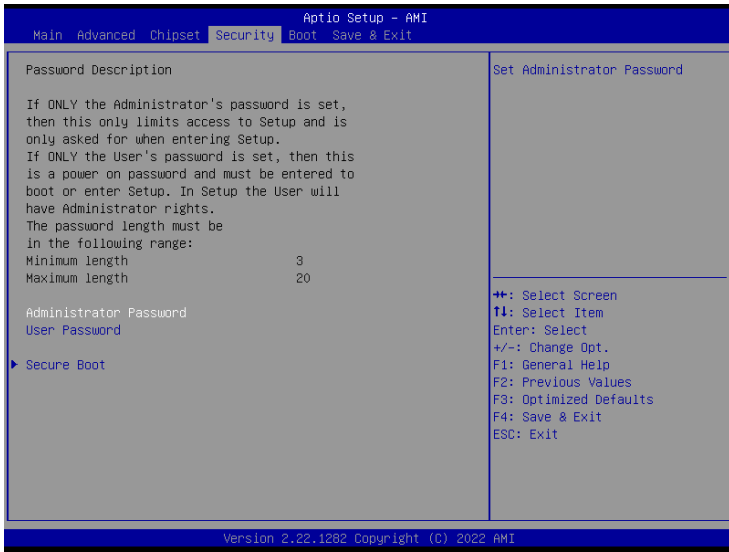 Aptio Setup – AMI
Main Advanced Chipset Security Boot Save & Exit
Password Description
If ONLY the Administrator's password is set,
then this only limits access to Setup and is
only asked for when entering Setup.
If ONLY the User's password is set, then this
is a power on password and must be entered to
boot or enter Setup. In Setup the User will
have Administrator rights.
The password length must be
in the following range:
Minimum length 3
Maximum length 20
Administrator Password
User Password
Secure Boot
Set Administrator Password
→←: Select Screen
↑↓: Select Item
Enter: Select
+/-: Change Opt.
F1: General Help
F2: Previous Values
F3: Optimized Defaults
F4: Save & Exit
ESC: Exit
Version 2.22.1282 Copyright (C) 2022 AMI